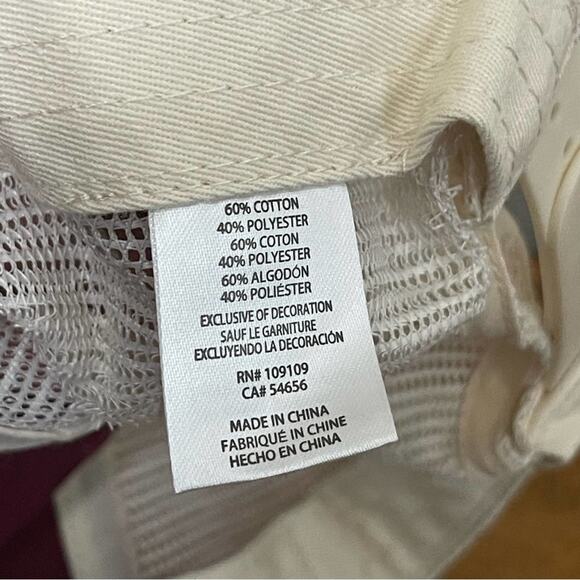 60% COTTON
40% POLYESTER
60% COTON
40% POLYESTER
60% ALGODÓN
40% POLIÉSTER
EXCLUSIVE OF DECORATION
SAUF LE GARNITURE
EXCLUYENDO LA DECORACIÓN
RN# 109109
CA# 54656
MADE IN CHINA
FABRIQUÉ IN CHINE
HECHO EN CHINA